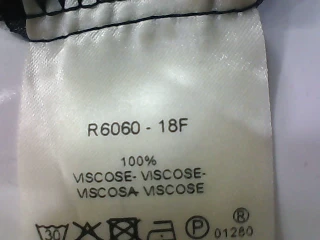 R6060 - 18F
100%
VISCOSE- VISCOSE-
VISCOSA VISCOSE
30 P ® 01280